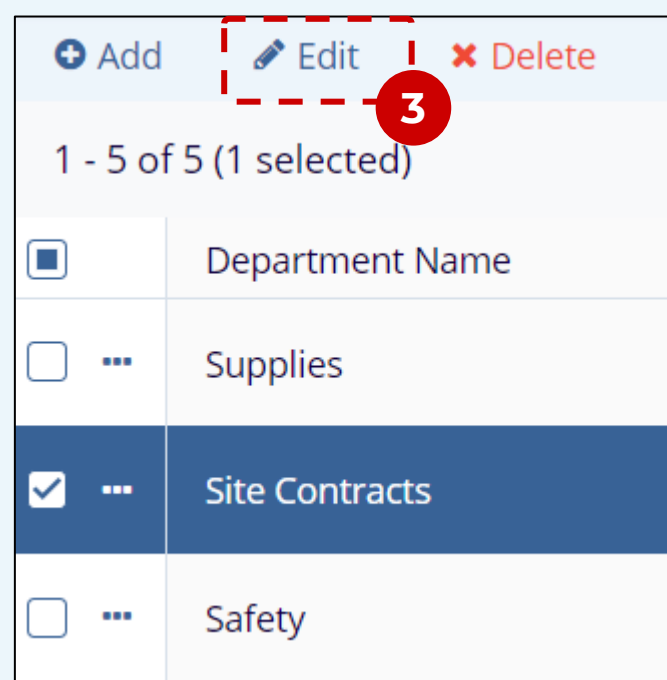 Add Edit Delete
3
1 - 5 of 5 (1 selected)
Department Name
Supplies
Site Contracts
Safety